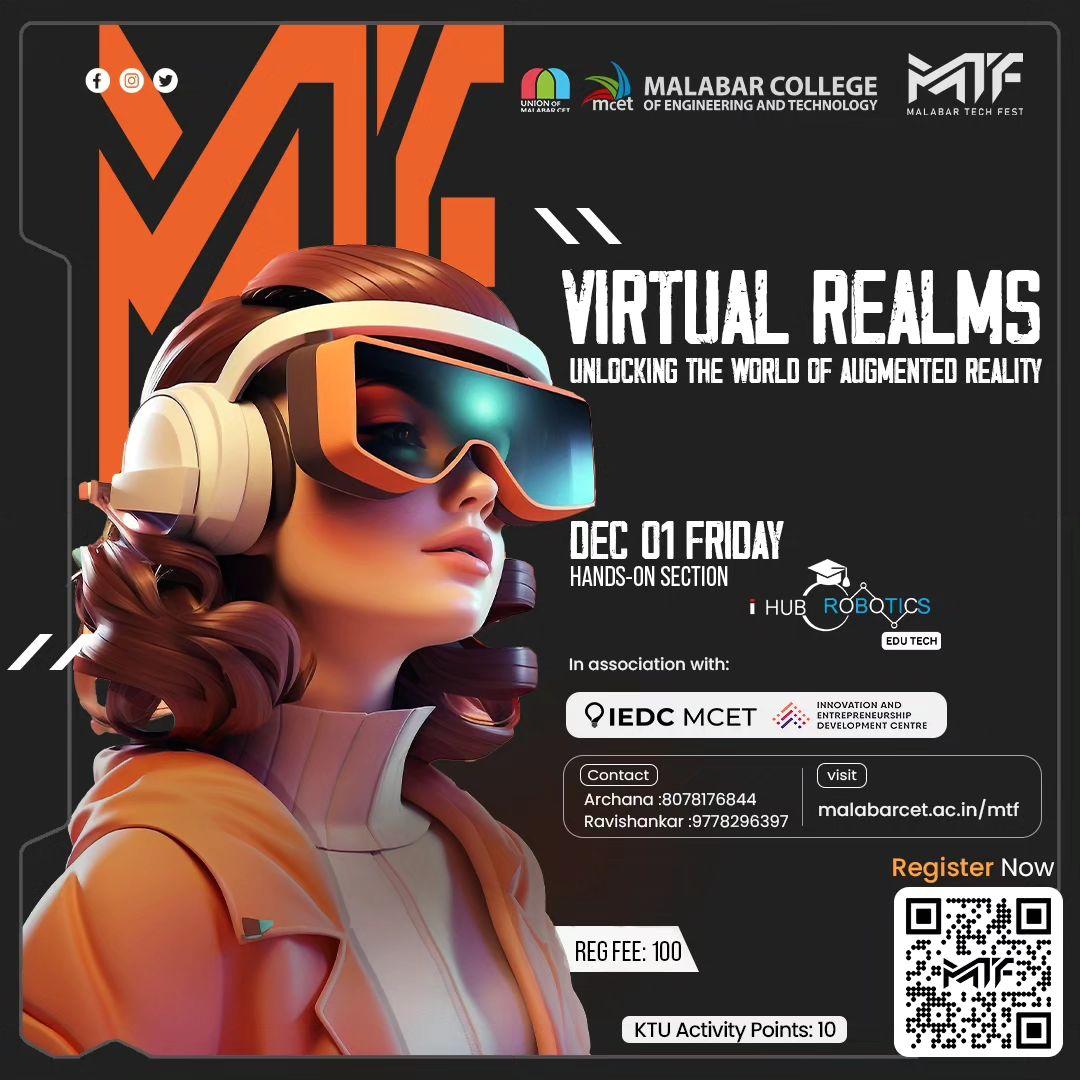 MTF
UNION OF
MALABAR CET
mcet
MALABAR COLLEGE
OF ENGINEERING AND TECHNOLOGY
MTF
MALABAR TECH FEST
VIRTUAL REALMS
UNLOCKING THE WORLD OF AUGMENTED REALITY
DEC 01 FRIDAY
HANDS-ON SECTION
i HUB ROBOTICS
EDU TECH
In association with:
IEDC MCET
INNOVATION AND
ENTREPRENEURSHIP
DEVELOPMENT CENTRE
Contact
Archana :8078176844
Ravishankar :9778296397
visit
malabarcet.ac.in/mtf
Register Now
MTF
REG FEE: 100
KTU Activity Points: 10